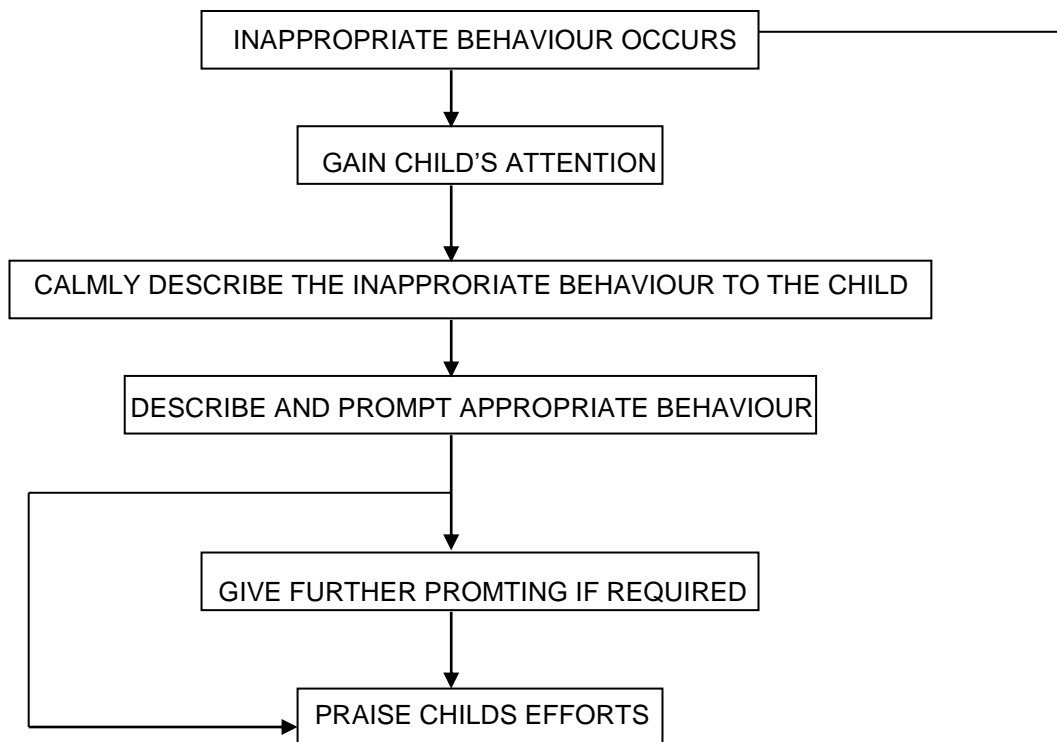 INAPPROPRIATE BEHAVIOUR OCCURS
GAIN CHILD’S ATTENTION
CALMLY DESCRIBE THE INAPPRORIATE BEHAVIOUR TO THE CHILD
DESCRIBE AND PROMPT APPROPRIATE BEHAVIOUR
GIVE FURTHER PROMTING IF REQUIRED
PRAISE CHILDS EFFORTS